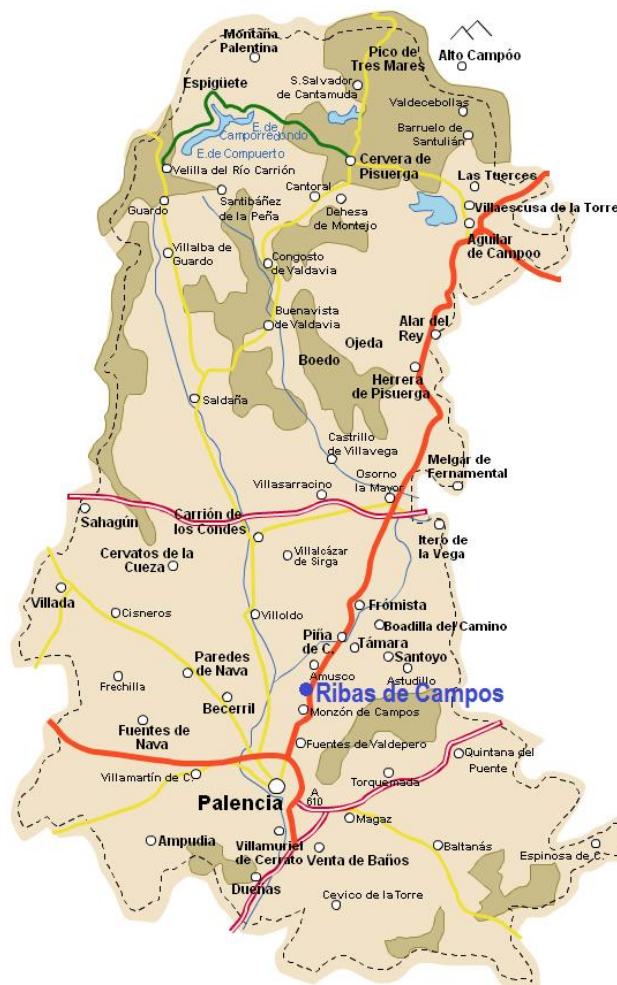 Montaña
Palentina
Pico de
Tres Mares
Alto Campóo
Espigüete
S.Salvador
de Cantamuda
Valdecebollas
E. de
Camporredondo
Barruelo de
Santulián
E.de Compuerto
Cervera de
Pisuerga
Velilla del Río Carrión
Las Tuerces
Cantoral
Santibáñez
de la Peña
Guardo
Dehesa
de Montejo
Villaescusa de la Torre
Aguilar
de Campoo
Villalba de
Guardo
Congosto
de Valdavia
Buenavista
de Valdavia
Alar del
Rey
Ojeda
Boedo
Herrera
de Pisuerga
Saldaña
Castrillo
de Villavega
Melgar de
Fernamental
Osorno
la Mayor
Villasarracino
Sahagún
Carrión de
los Condes
Itero de
la Vega
Cervatos de la
Cueza
Villalcázar
de Sirga
Villada
Cisneros
Villoldo
Frómista
Boadilla del Camino
Piña
de C.
Támara
Santoyo
Paredes
de Nava
Amusco
Astudillo
Frechilla
Ribas de Campos
Becerril
Monzón de Campos
Fuentes de
Nava
Fuentes de Valdepero
Quintana del
Puente
Villamartín de C.
Torquemada
Palencia
A
610
Magaz
Ampudia
Villamuriel
de Cerrato
Venta de Baños
Baltanás
Espinosa de C.
Dueñas
Cevico de la Torre